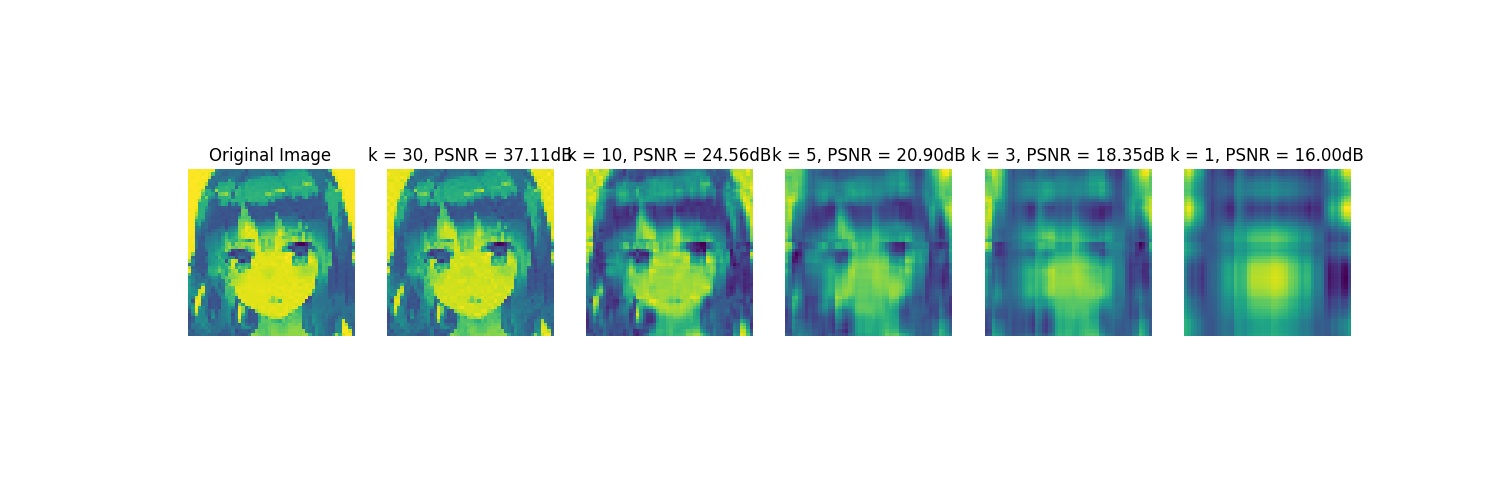 Original Image
k = 30, PSNR = 37.11dB
k = 10, PSNR = 24.56dB
k = 5, PSNR = 20.90dB
k = 3, PSNR = 18.35dB
k = 1, PSNR = 16.00dB